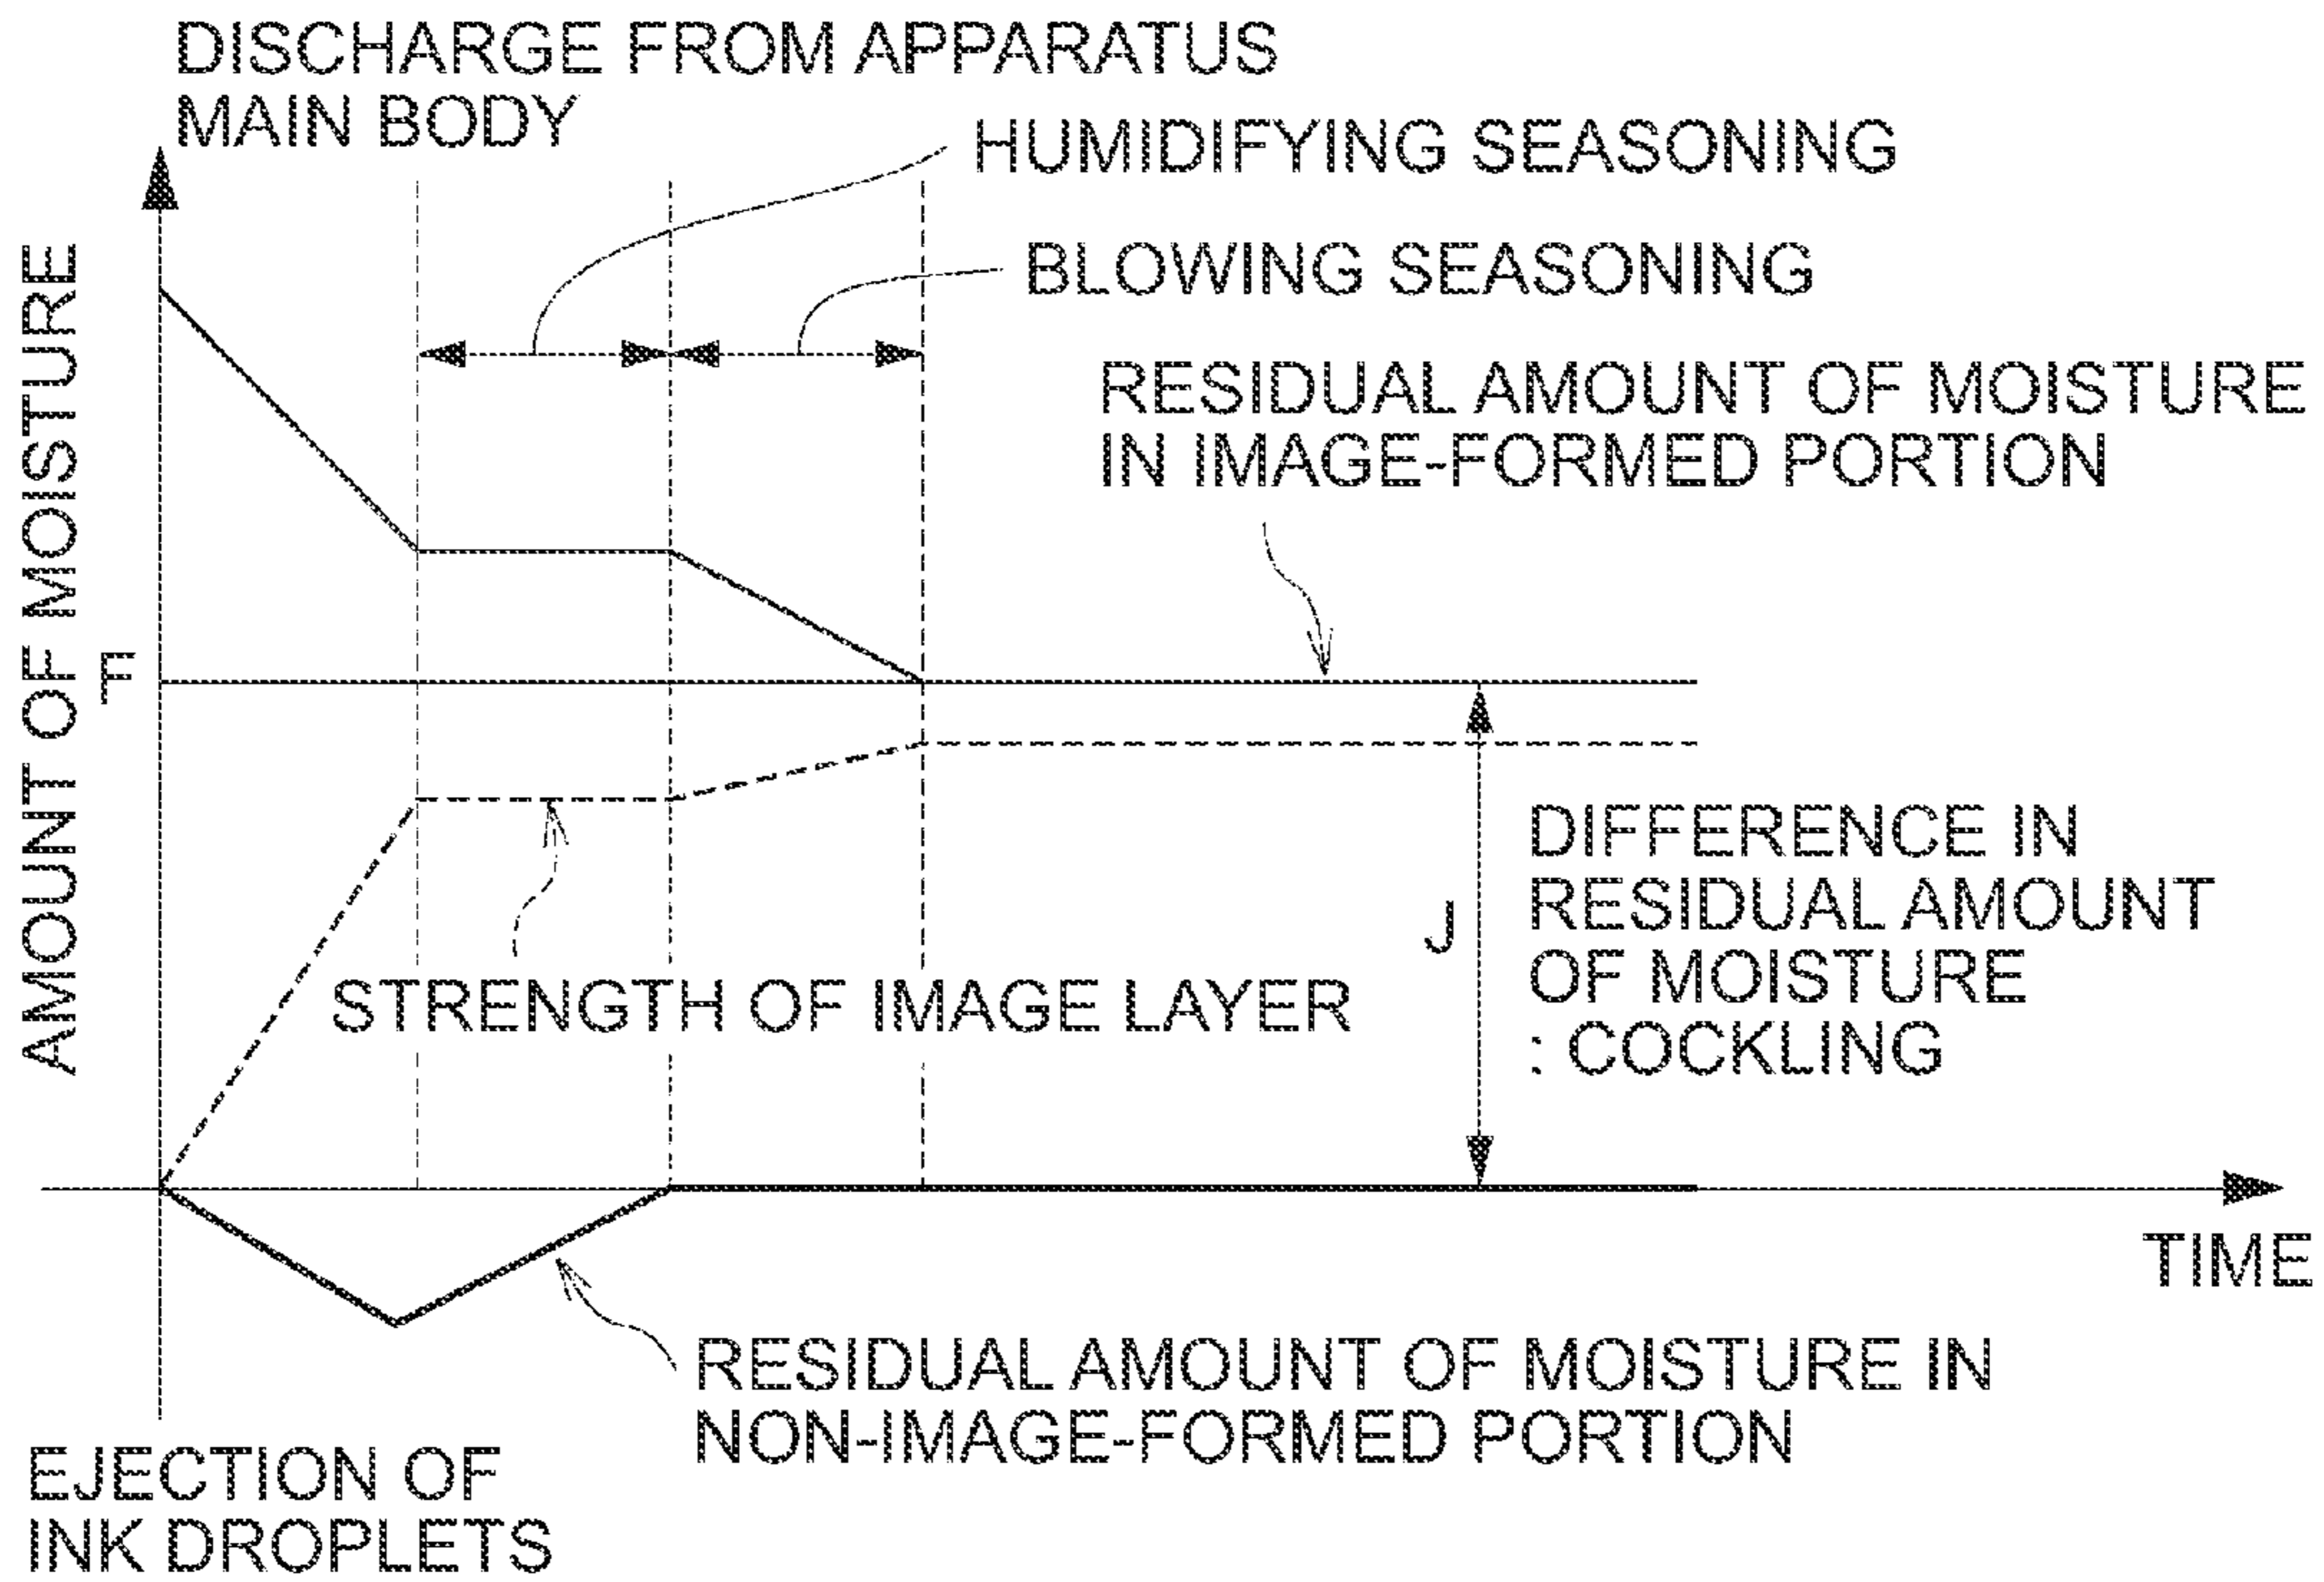 DISCHARGE FROM APPARATUS
MAIN BODY
HUMIDIFYING SEASONING
BLOWING SEASONING
RESIDUAL AMOUNT OF MOISTURE
IN IMAGE-FORMED PORTION
AMOUNT OF MOISTURE
F
DIFFERENCE IN
RESIDUAL AMOUNT
OF MOISTURE
: COCKLING
J
STRENGTH OF IMAGE LAYER
TIME
RESIDUAL AMOUNT OF MOISTURE IN
NON-IMAGE-FORMED PORTION
EJECTION OF
INK DROPLETS